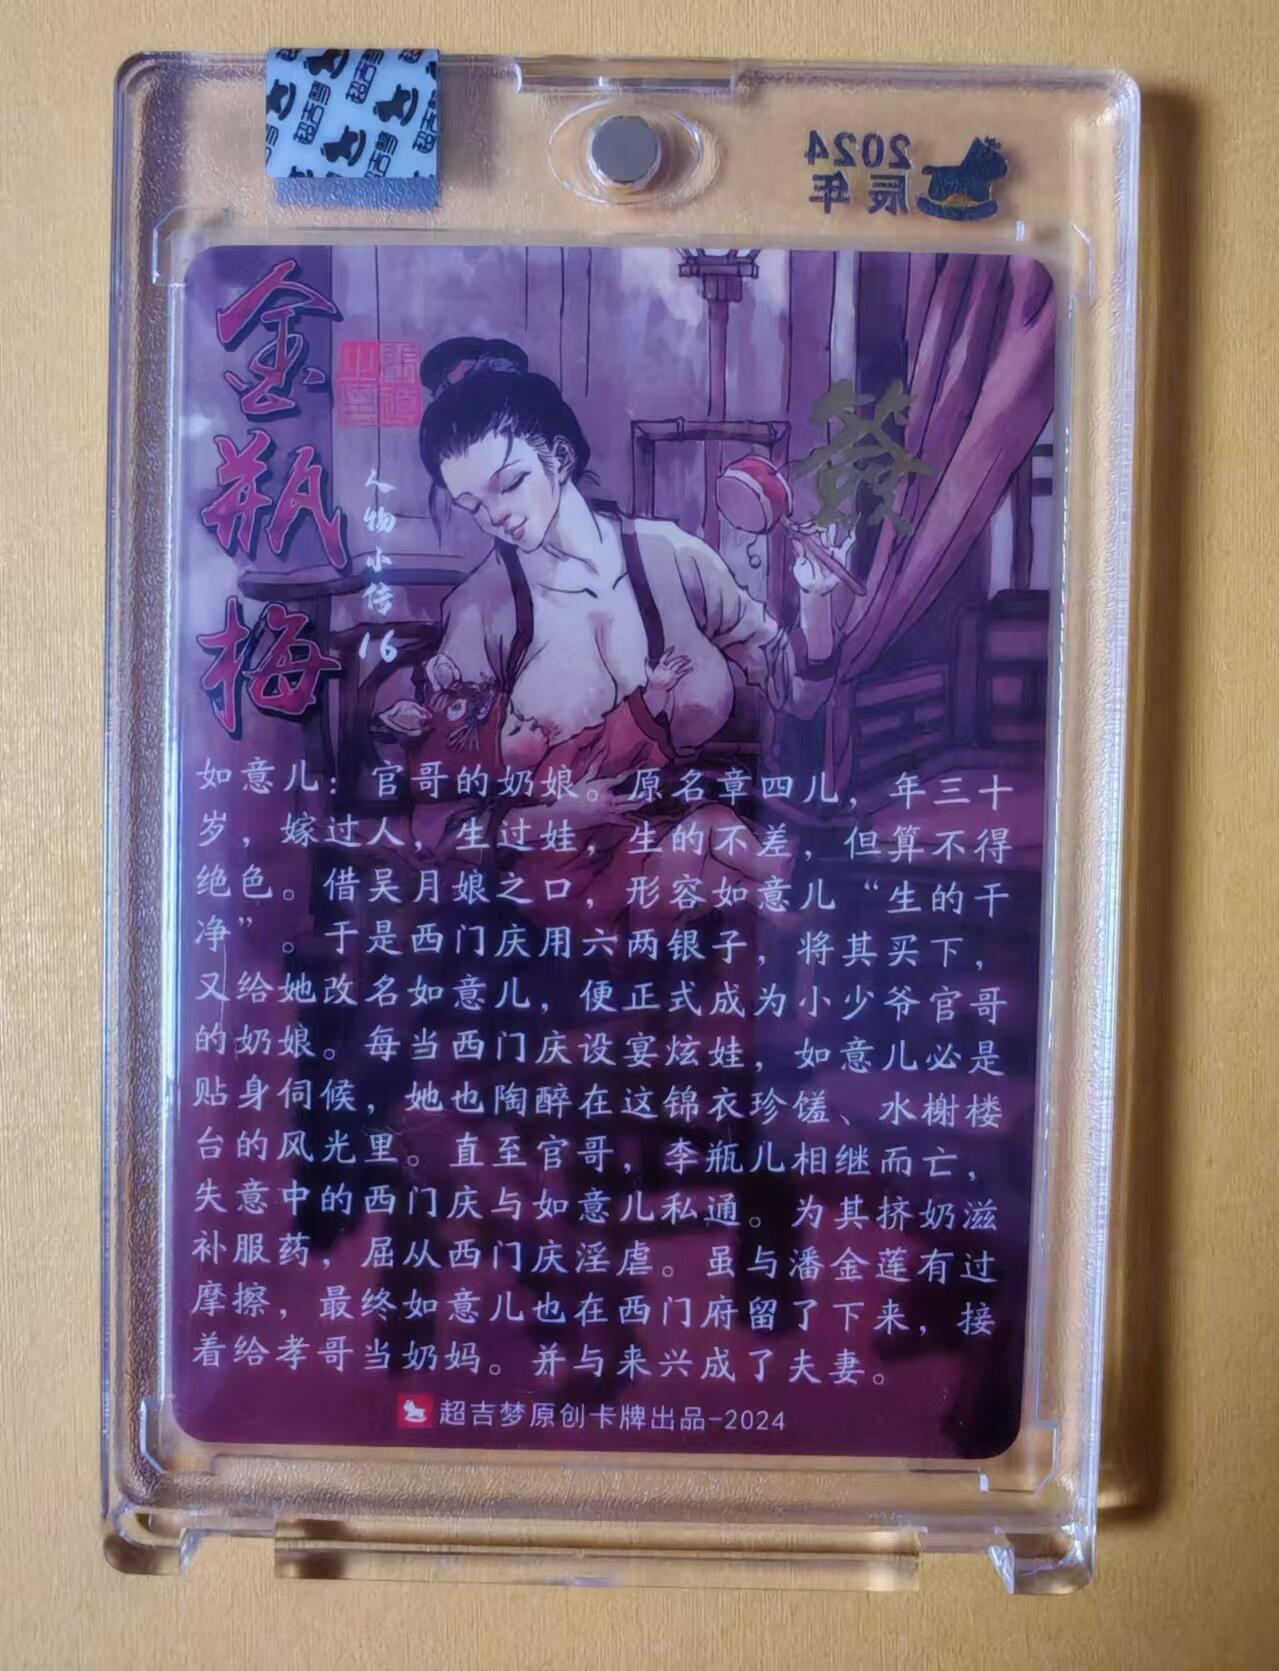 2024
辰年
金瓶梅
人物小传16
發
如意儿：官哥的奶娘。原名章四儿，年三十
岁，嫁过人，生过娃，生的不差，但算不得
绝色。借吴月娘之口，形容如意儿“生的干
净”。于是西门庆用六两银子，将其买下，
又给她改名如意儿，便正式成为小少爷官哥
的奶娘。每当西门庆设宴炫娃，如意儿必是
贴身伺候，她也陶醉在这锦衣珍馐、水榭楼
台的风光里。直至官哥，李瓶儿相继而亡，
失意中的西门庆与如意儿私通。为其挤奶滋
补服药，屈从西门庆淫虐。虽与潘金莲有过
摩擦，最终如意儿也在西门府留了下来，接
着给孝哥当奶妈。并与来兴成了夫妻。
超吉梦原创卡牌出品-2024